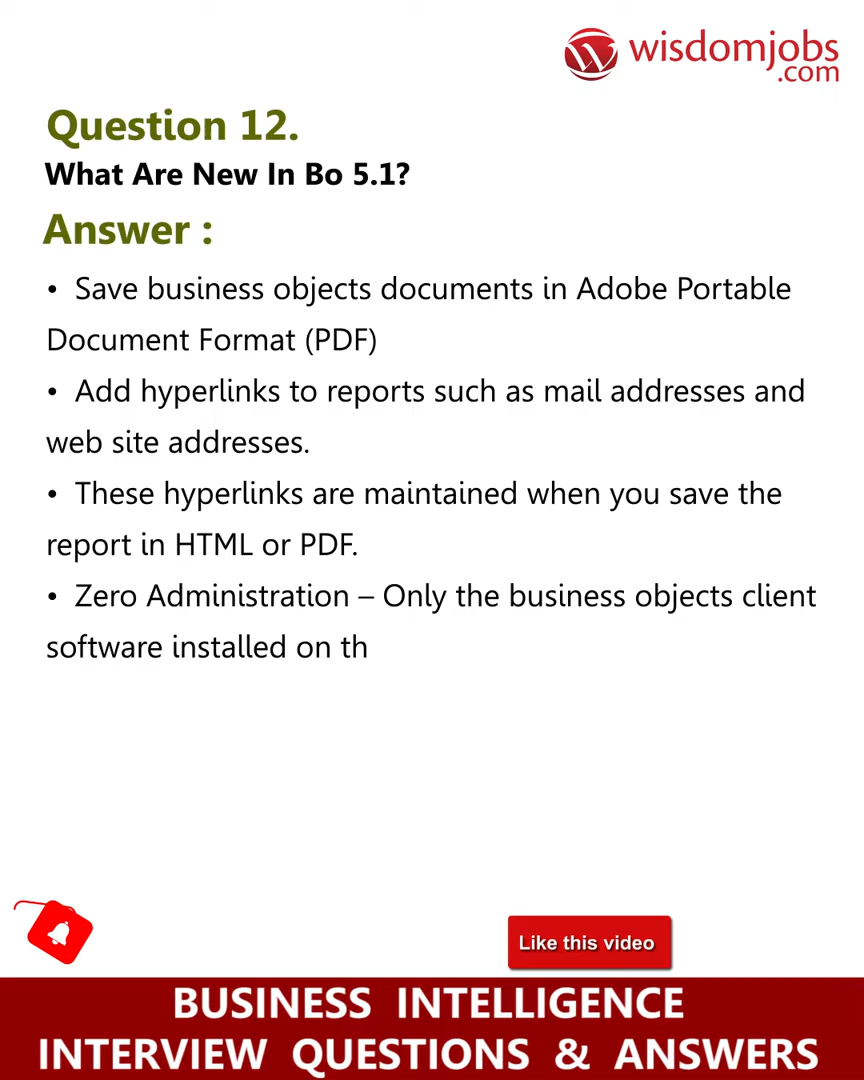 wisdomjobs
.com
Question 12.
What Are New In Bo 5.1?
Answer :
• Save business objects documents in Adobe Portable
Document Format (PDF)
• Add hyperlinks to reports such as mail addresses and
web site addresses.
• These hyperlinks are maintained when you save the
report in HTML or PDF.
• Zero Administration – Only the business objects client
software installed on th
Like this video
BUSINESS INTELLIGENCE
INTERVIEW QUESTIONS & ANSWERS